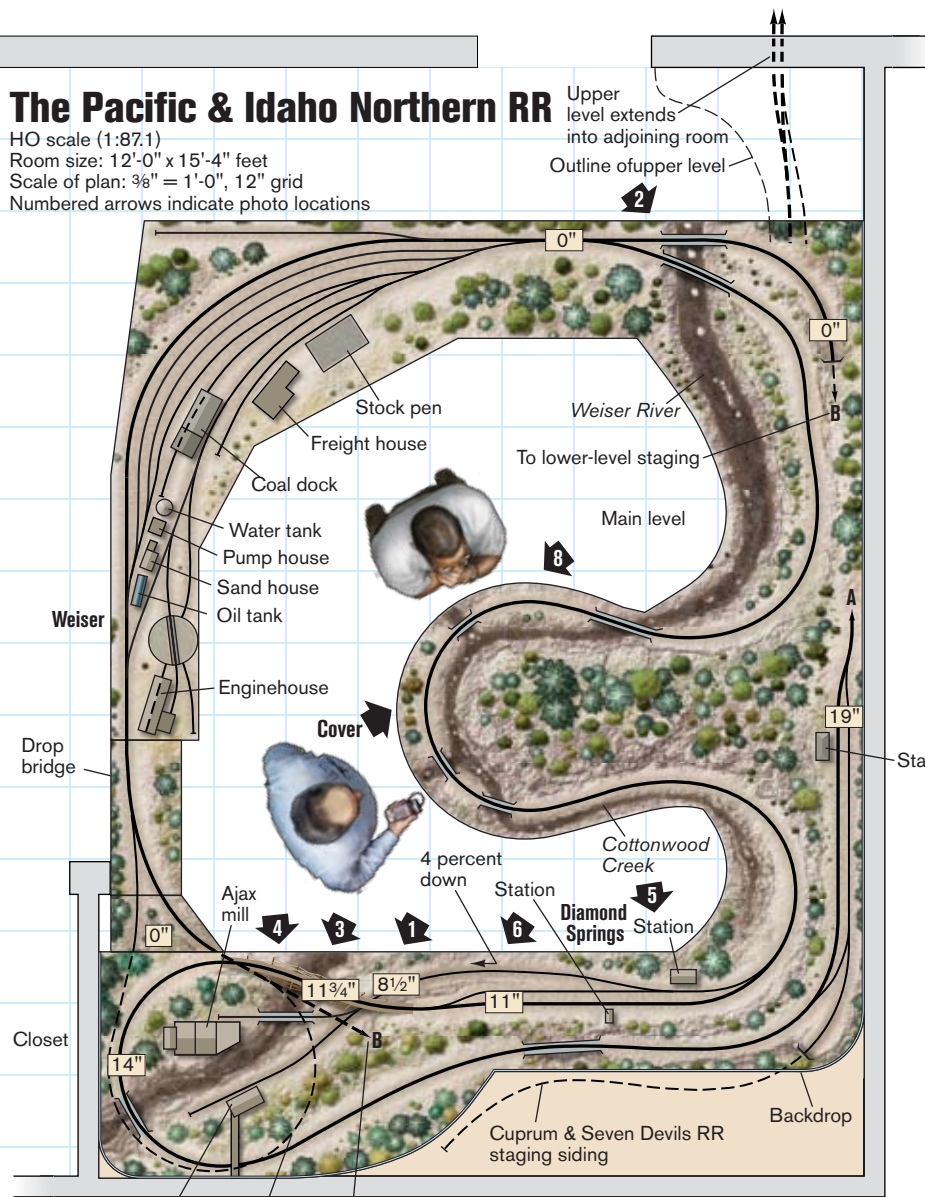 The Pacific & Idaho Northern RR
HO scale (1:87.1)
Room size: 12'-0" x 15'-4" feet
Scale of plan: ⅜" = 1'-0", 12" grid
Numbered arrows indicate photo locations
Upper
level extends
into adjoining room
Outline ofupper level
2
0"
0"
Stock pen
Freight house
Weiser River
B
To lower-level staging
Coal dock
Water tank
Main level
Pump house
8
Sand house
Oil tank
Weiser
A
Enginehouse
19"
Cover
Drop
bridge
Sta
Cottonwood
Creek
4 percent
down
Station
Ajax
mill
5
Diamond
Springs
Station
4
3
1
6
0"
11¾"
8½"
11"
Closet
B
14"
Backdrop
Cuprum & Seven Devils RR
staging siding